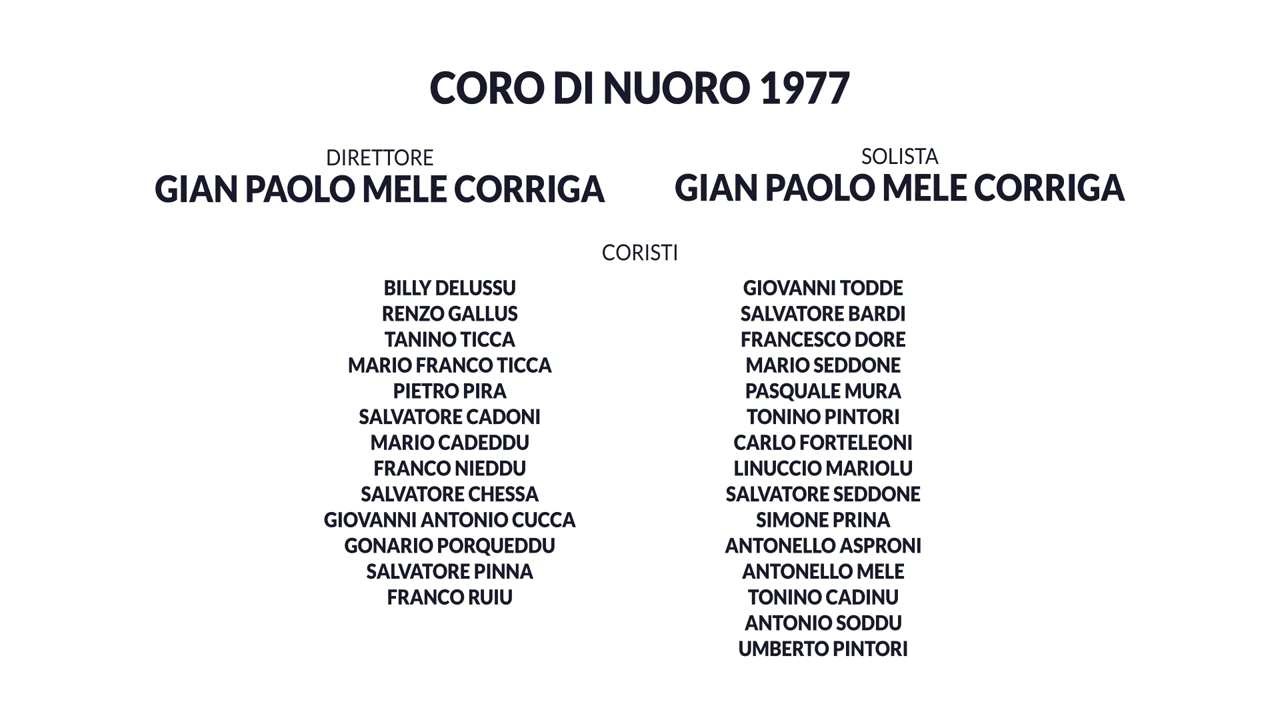 CORO DI NUORO 1977
DIRETTORE
GIAN PAOLO MELE CORRIGA
SOLISTA
GIAN PAOLO MELE CORRIGA
CORISTI
BILLY DELUSSU
RENZO GALLUS
TANINO TICCA
MARIO FRANCO TICCA
PIETRO PIRA
SALVATORE CADONI
MARIO CADEDDU
FRANCO NIEDDU
SALVATORE CHESSA
GIOVANNI ANTONIO CUCCA
GONARIO PORQUEDDU
SALVATORE PINNA
FRANCO RUIU
GIOVANNI TODDE
SALVATORE BARDI
FRANCESCO DORE
MARIO SEDDONE
PASQUALE MURA
TONINO PINTORI
CARLO FORTELEONI
LINUCCIO MARIOLU
SALVATORE SEDDONE
SIMONE PRINA
ANTONELLO ASPRONI
ANTONELLO MELE
TONINO CADINU
ANTONIO SODDU
UMBERTO PINTORI